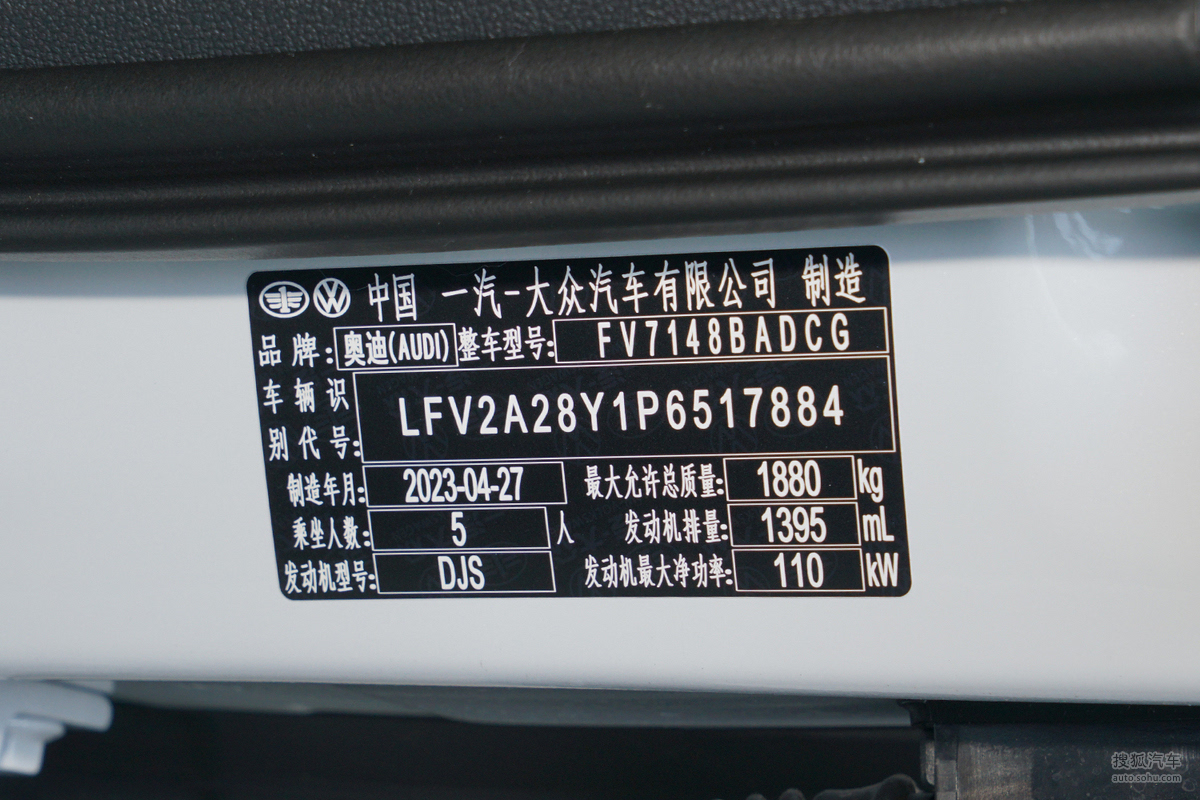 中国 一汽-大众汽车有限公司 制造
品牌: 奥迪(AUDI) 整车型号: FV7148BADCG
车辆识别代号: LFV2A28Y1P6517884
制造年月: 2023-04-27 最大允许总质量: 1880 kg
乘坐人数: 5 人 发动机排量: 1395 mL
发动机型号: DJS 发动机最大净功率: 110 kW
搜狐汽车
auto.sohu.com